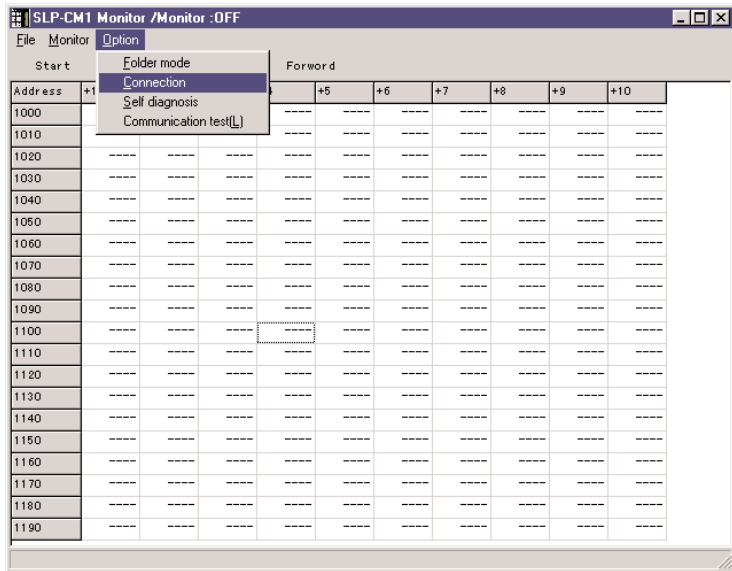 SLP-CM1 Monitor /Monitor :OFF
File Monitor Option
Start Forword
Folder mode
Connection
Self diagnosis
Communication test(L)
Address +1 +5 +6 +7 +8 +9 +10
1000 ---- ---- ---- ---- ---- ---- ----
1010 ---- ---- ---- ---- ---- ---- ---- ---- ---- ----
1020 ---- ---- ---- ---- ---- ---- ---- ---- ---- ----
1030 ---- ---- ---- ---- ---- ---- ---- ---- ---- ----
1040 ---- ---- ---- ---- ---- ---- ---- ---- ---- ----
1050 ---- ---- ---- ---- ---- ---- ---- ---- ---- ----
1060 ---- ---- ---- ---- ---- ---- ---- ---- ---- ----
1070 ---- ---- ---- ---- ---- ---- ---- ---- ---- ----
1080 ---- ---- ---- ---- ---- ---- ---- ---- ---- ----
1090 ---- ---- ---- ---- ---- ---- ---- ---- ---- ----
1100 ---- ---- ---- ---- ---- ---- ---- ---- ---- ----
1110 ---- ---- ---- ---- ---- ---- ---- ---- ---- ----
1120 ---- ---- ---- ---- ---- ---- ---- ---- ---- ----
1130 ---- ---- ---- ---- ---- ---- ---- ---- ---- ----
1140 ---- ---- ---- ---- ---- ---- ---- ---- ---- ----
1150 ---- ---- ---- ---- ---- ---- ---- ---- ---- ----
1160 ---- ---- ---- ---- ---- ---- ---- ---- ---- ----
1170 ---- ---- ---- ---- ---- ---- ---- ---- ---- ----
1180 ---- ---- ---- ---- ---- ---- ---- ---- ---- ----
1190 ---- ---- ---- ---- ---- ---- ---- ---- ---- ----